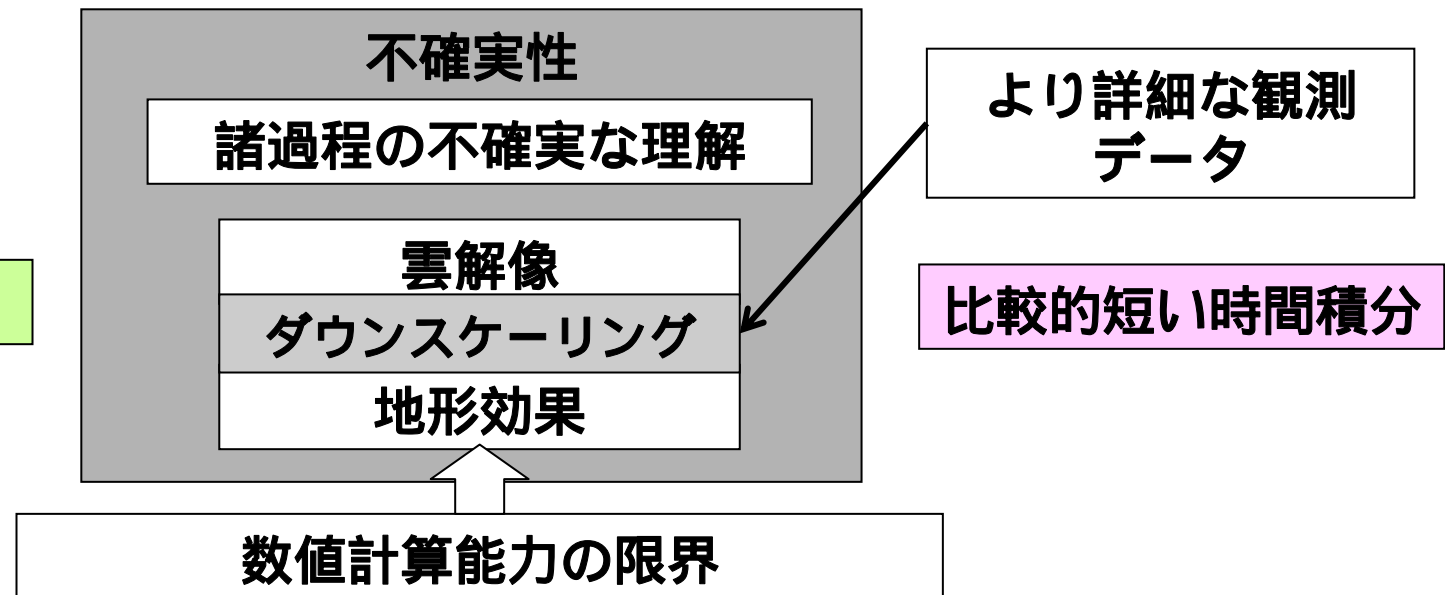 不確実性
諸過程の不確実な理解
雲解像
ダウンスケーリング
地形効果
数値計算能力の限界
より詳細な観測
データ
比較的短い時間積分